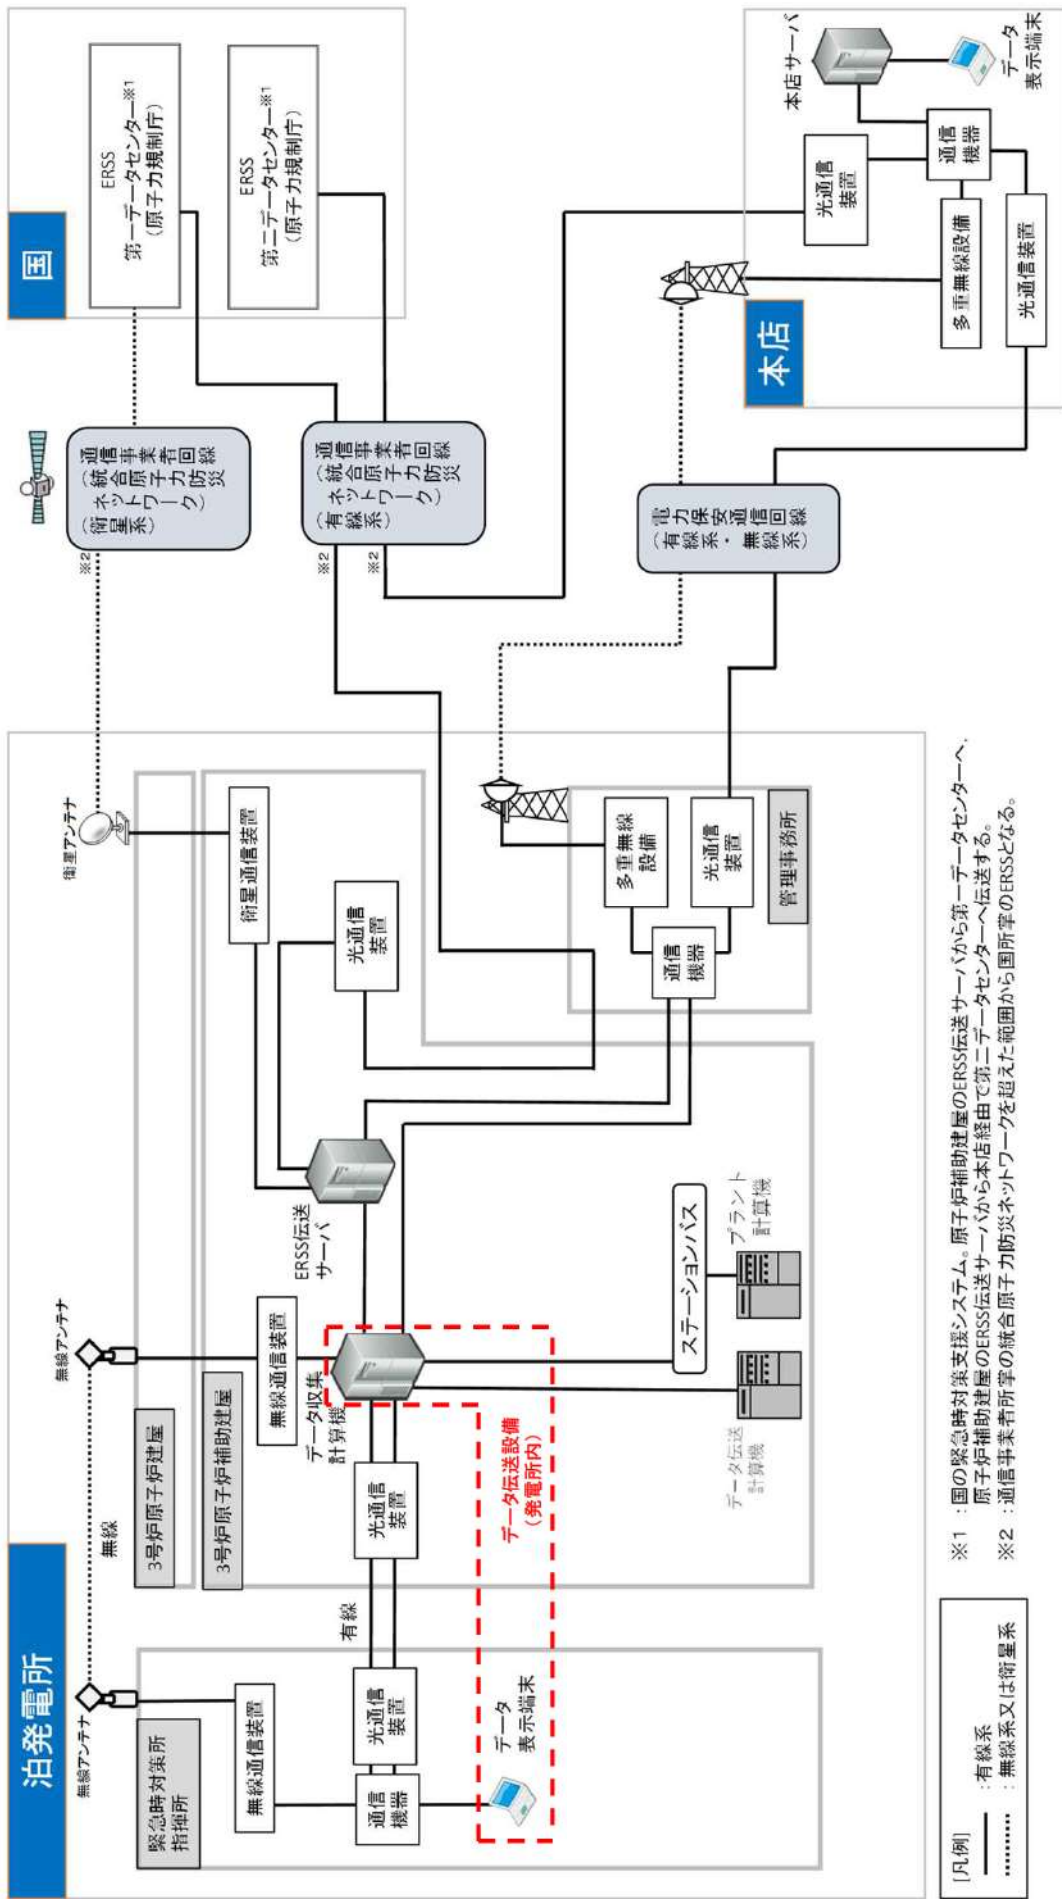 泊発電所
無線アンテナ
無線
無線アンテナ
衛星アンテナ
緊急時対策所
指揮所
無線通信装置
通信
機器
光通信
装置
有線
データ
表示端末
3号炉原子炉建屋
3号炉原子炉補助建屋
無線通信装置
データ収集
計算機
光通信
装置
データ伝送設備
（発電所内）
データ伝送
計算機
プラント
計算機
ステーションバス
ERSS伝送
サーバ
衛星通信装置
光通信
装置
通信
機器
多重無線
設備
光通信
装置
管理事務所
※2
通信事業者回線
（統合原子力防災
ネットワーク）
（衛星系）
※2
※2
通信事業者回線
（統合原子力防災
ネットワーク）
（有線系）
電力保安通信回線
（有線系・無線系）
国
ERSS
第一データセンター※1
（原子力規制庁）
ERSS
第二データセンター※1
（原子力規制庁）
本店
光通信
装置
多重無線設備
光通信装置
通信
機器
本店サーバ
データ
表示端末
[凡例]
：有線系
：無線系又は衛星系
※1 ：国の緊急時対策支援システム。原子炉補助建屋のERSS伝送サーバから第一データセンターへ、
原子炉補助建屋のERSS伝送サーバから本店経由で第二データセンターへ伝送する。
※2 ：通信事業者所掌の統合原子力防災ネットワークを超えた範囲から国所掌のERSSとなる。